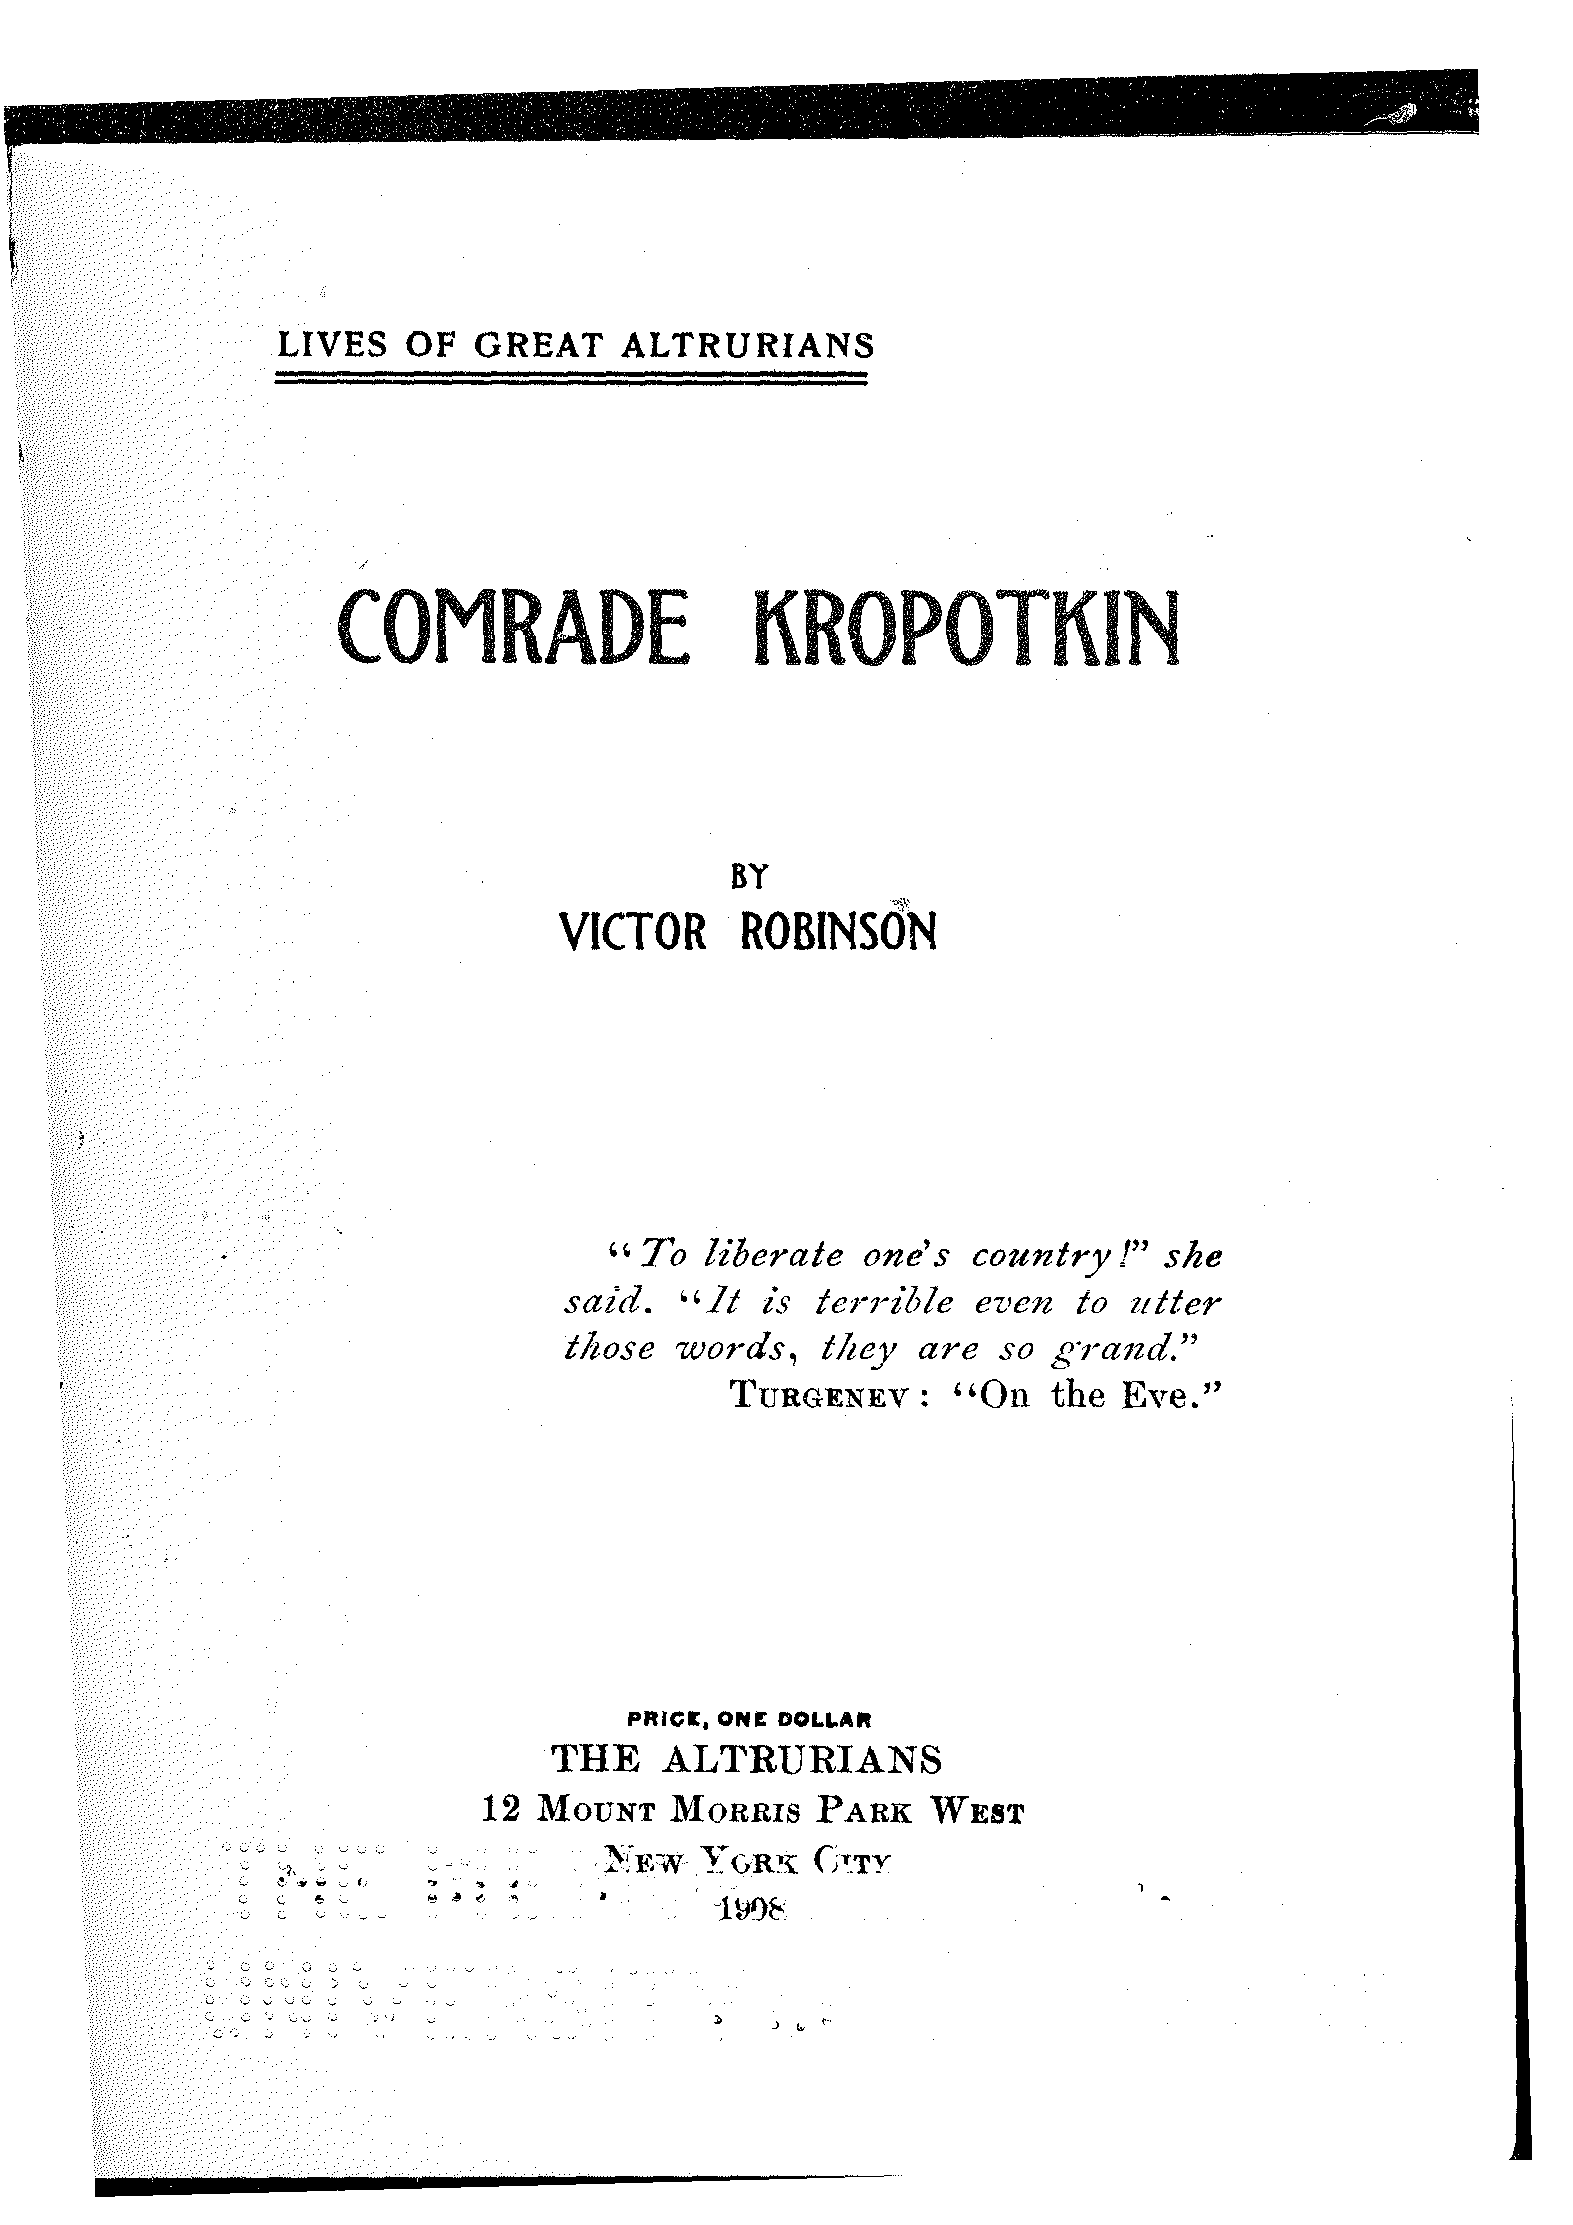 LIVES OF GREAT ALTRURIANS
COMRADE KROPOTKIN
BY
VICTOR ROBINSON
"To liberate one's country!" she
said. "It is terrible even to utter
those words, they are so grand."
TURGENEV: "On the Eve."
PRICE, ONE DOLLAR
THE ALTRURIANS
12 MOUNT MORRIS PARK WEST
NEW YORK CITY
1908